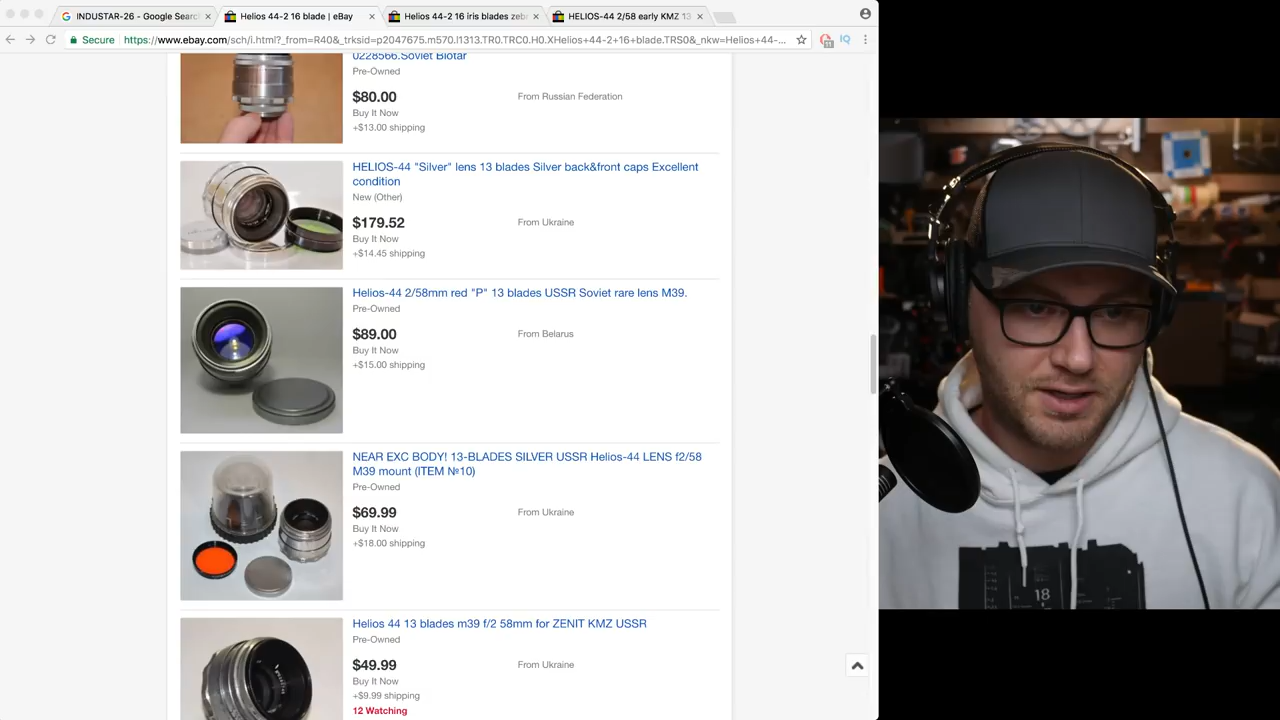 INDUSTAR-26 - Google Searc
Helios 44-2 16 blade | eBay
Helios 44-2 16 iris blades zeb
HELIOS-44 2/58 early KMZ 13
Secure
https://www.ebay.com/sch/i.html?_from=R40&_trksid=p2047675.m570.l1313.TR0.TRC0.H0.XHelios+44-2+16+blade.TRS0&_nkw=Helios+44-...
0228566.Soviet Biotar
Pre-Owned
$80.00
From Russian Federation
Buy It Now
+$13.00 shipping
HELIOS-44 "Silver" lens 13 blades Silver back&front caps Excellent
condition
New (Other)
$179.52
From Ukraine
Buy It Now
+$14.45 shipping
Helios-44 2/58mm red "P" 13 blades USSR Soviet rare lens M39.
Pre-Owned
$89.00
From Belarus
Buy It Now
+$15.00 shipping
NEAR EXC BODY! 13-BLADES SILVER USSR Helios-44 LENS f2/58
M39 mount (ITEM №10)
Pre-Owned
$69.99
From Ukraine
Buy It Now
+$18.00 shipping
Helios 44 13 blades m39 f/2 58mm for ZENIT KMZ USSR
Pre-Owned
$49.99
From Ukraine
Buy It Now
+$9.99 shipping
12 Watching
18